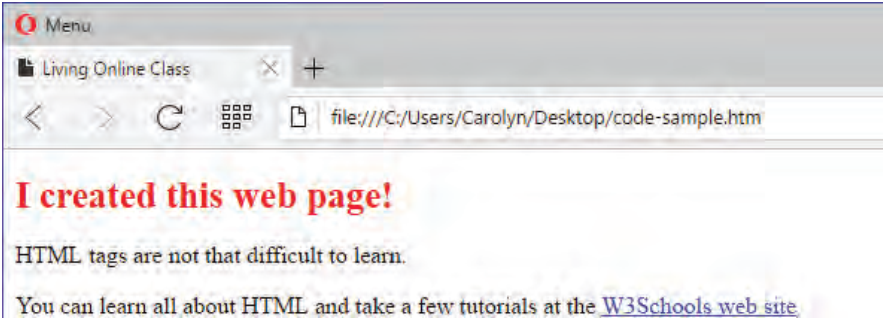 Menu
Living Online Class
file:///C:/Users/Carolyn/Desktop/code-sample.htm
I created this web page!
HTML tags are not that difficult to learn.
You can learn all about HTML and take a few tutorials at the W3Schools web site